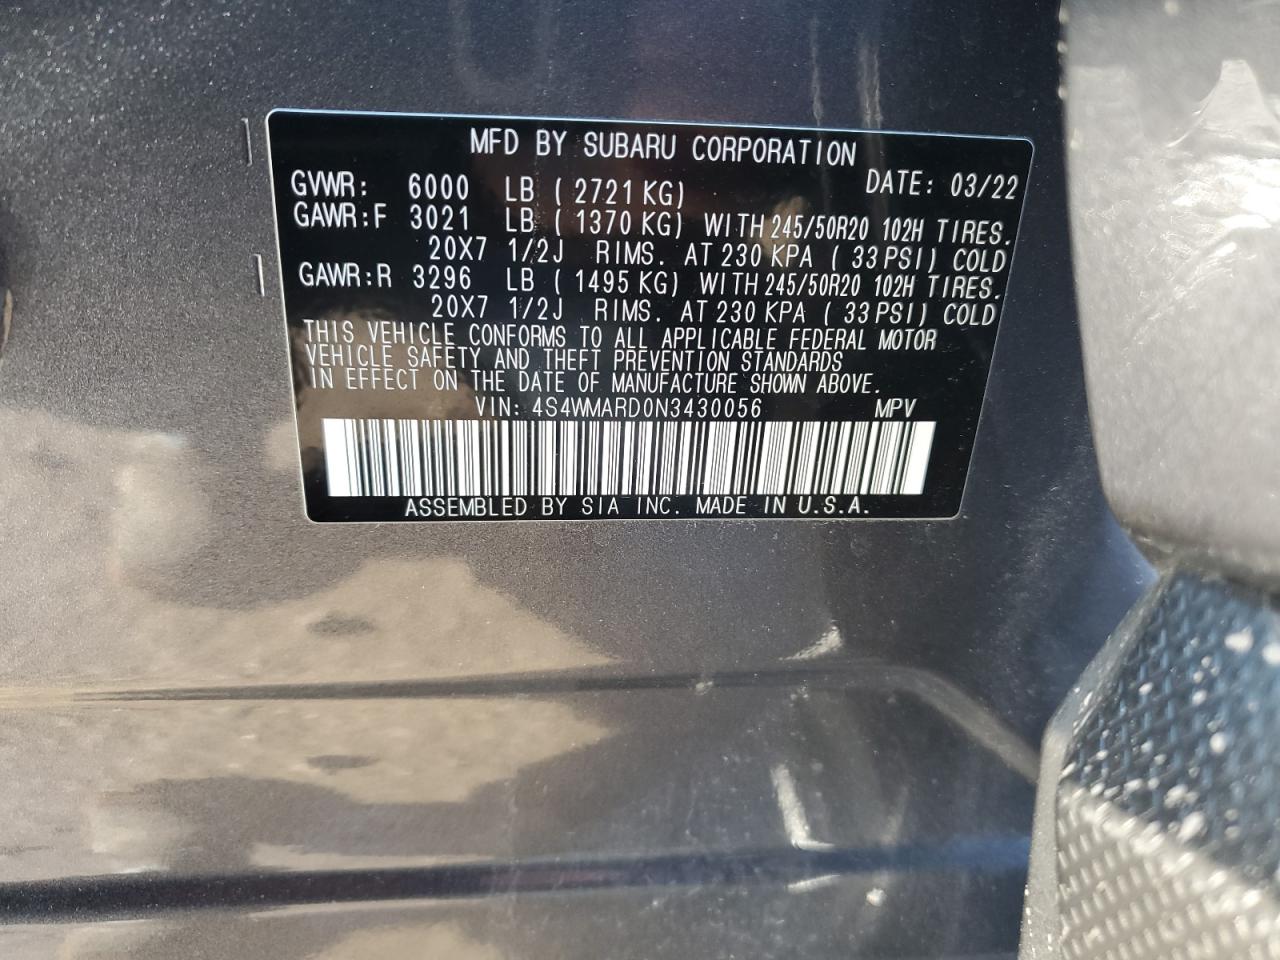 MFD BY SUBARU CORPORATION
GVWR: 6000 LB ( 2721 KG) DATE: 03/22
GAWR:F 3021 LB ( 1370 KG) WITH 245/50R20 102H TIRES.
20X7 1/2J RIMS. AT 230 KPA ( 33 PSI) COLD
GAWR:R 3296 LB ( 1495 KG) WITH 245/50R20 102H TIRES.
20X7 1/2J RIMS. AT 230 KPA ( 33 PSI) COLD
THIS VEHICLE CONFORMS TO ALL APPLICABLE FEDERAL MOTOR
VEHICLE SAFETY AND THEFT PREVENTION STANDARDS
IN EFFECT ON THE DATE OF MANUFACTURE SHOWN ABOVE.
VIN: 4S4WMARD0N3430056 MPV
ASSEMBLED BY SIA INC. MADE IN U.S.A.